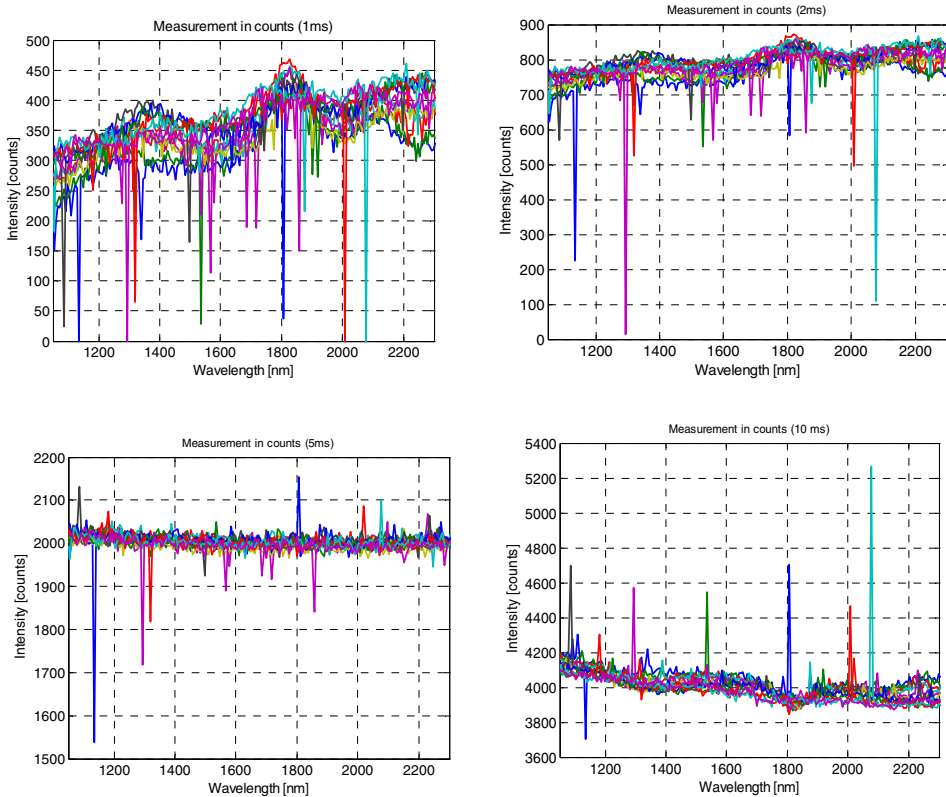 Measurement in counts (1ms)
500
450
400
350
300
250
200
150
100
50
0
Intensity [counts]
1200 1400 1600 1800 2000 2200
Wavelength [nm]
Measurement in counts (2ms)
900
800
700
600
500
400
300
200
100
0
Intensity [counts]
1200 1400 1600 1800 2000 2200
Wavelength [nm]
Measurement in counts (5ms)
2200
2100
2000
1900
1800
1700
1600
1500
Intensity [counts]
1200 1400 1600 1800 2000 2200
Wavelength [nm]
Measurement in counts (10 ms)
5400
5200
5000
4800
4600
4400
4200
4000
3800
3600
Intensity [counts]
1200 1400 1600 1800 2000 2200
Wavelength [nm]